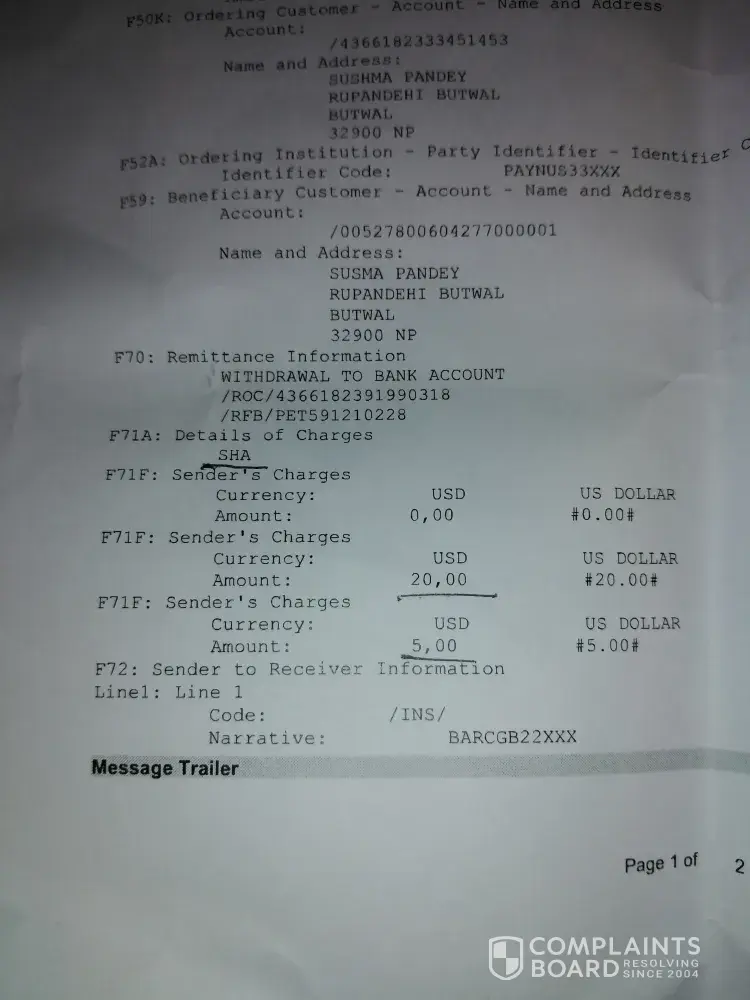 F50K: Ordering Customer - Account - Name and Address
Account:
/4366182333451453
Name and Address:
SUSHMA PANDEY
RUPANDEHI BUTWAL
BUTWAL
32900 NP
F52A: Ordering Institution - Party Identifier - Identifier
Identifier Code: PAYNUS33XXX
F59: Beneficiary Customer - Account - Name and Address
Account:
/00527800604277000001
Name and Address:
SUSMA PANDEY
RUPANDEHI BUTWAL
BUTWAL
32900 NP
F70: Remittance Information
WITHDRAWAL TO BANK ACCOUNT
/ROC/4366182391990318
/RFB/PET591210228
F71A: Details of Charges
SHA
F71F: Sender's Charges
Currency: USD US DOLLAR
Amount: 0,00 #0.00#
F71F: Sender's Charges
Currency: USD US DOLLAR
Amount: 20,00 #20.00#
F71F: Sender's Charges
Currency: USD US DOLLAR
Amount: 5,00 #5.00#
F72: Sender to Receiver Information
Line1: Line 1
Code: /INS/
Narrative: BARCGB22XXX
Message Trailer
Page 1 of 2
COMPLAINTS
BOARD RESOLVING
SINCE 2004